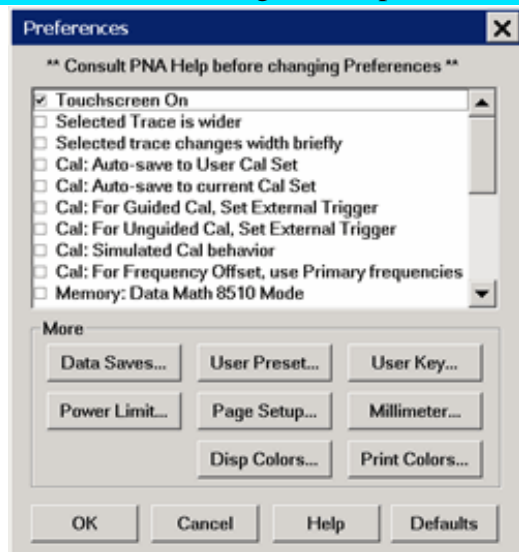 Preferences
** Consult PNA Help before changing Preferences **
Touchscreen On
Selected Trace is wider
Selected trace changes width briefly
Cal: Auto-save to User Cal Set
Cal: Auto-save to current Cal Set
Cal: For Guided Cal, Set External Trigger
Cal: For Unguided Cal, Set External Trigger
Cal: Simulated Cal behavior
Cal: For Frequency Offset, use Primary frequencies
Memory: Data Math 8510 Mode
More
Data Saves... User Preset... User Key...
Power Limit... Page Setup... Millimeter...
Disp Colors... Print Colors...
OK Cancel Help Defaults